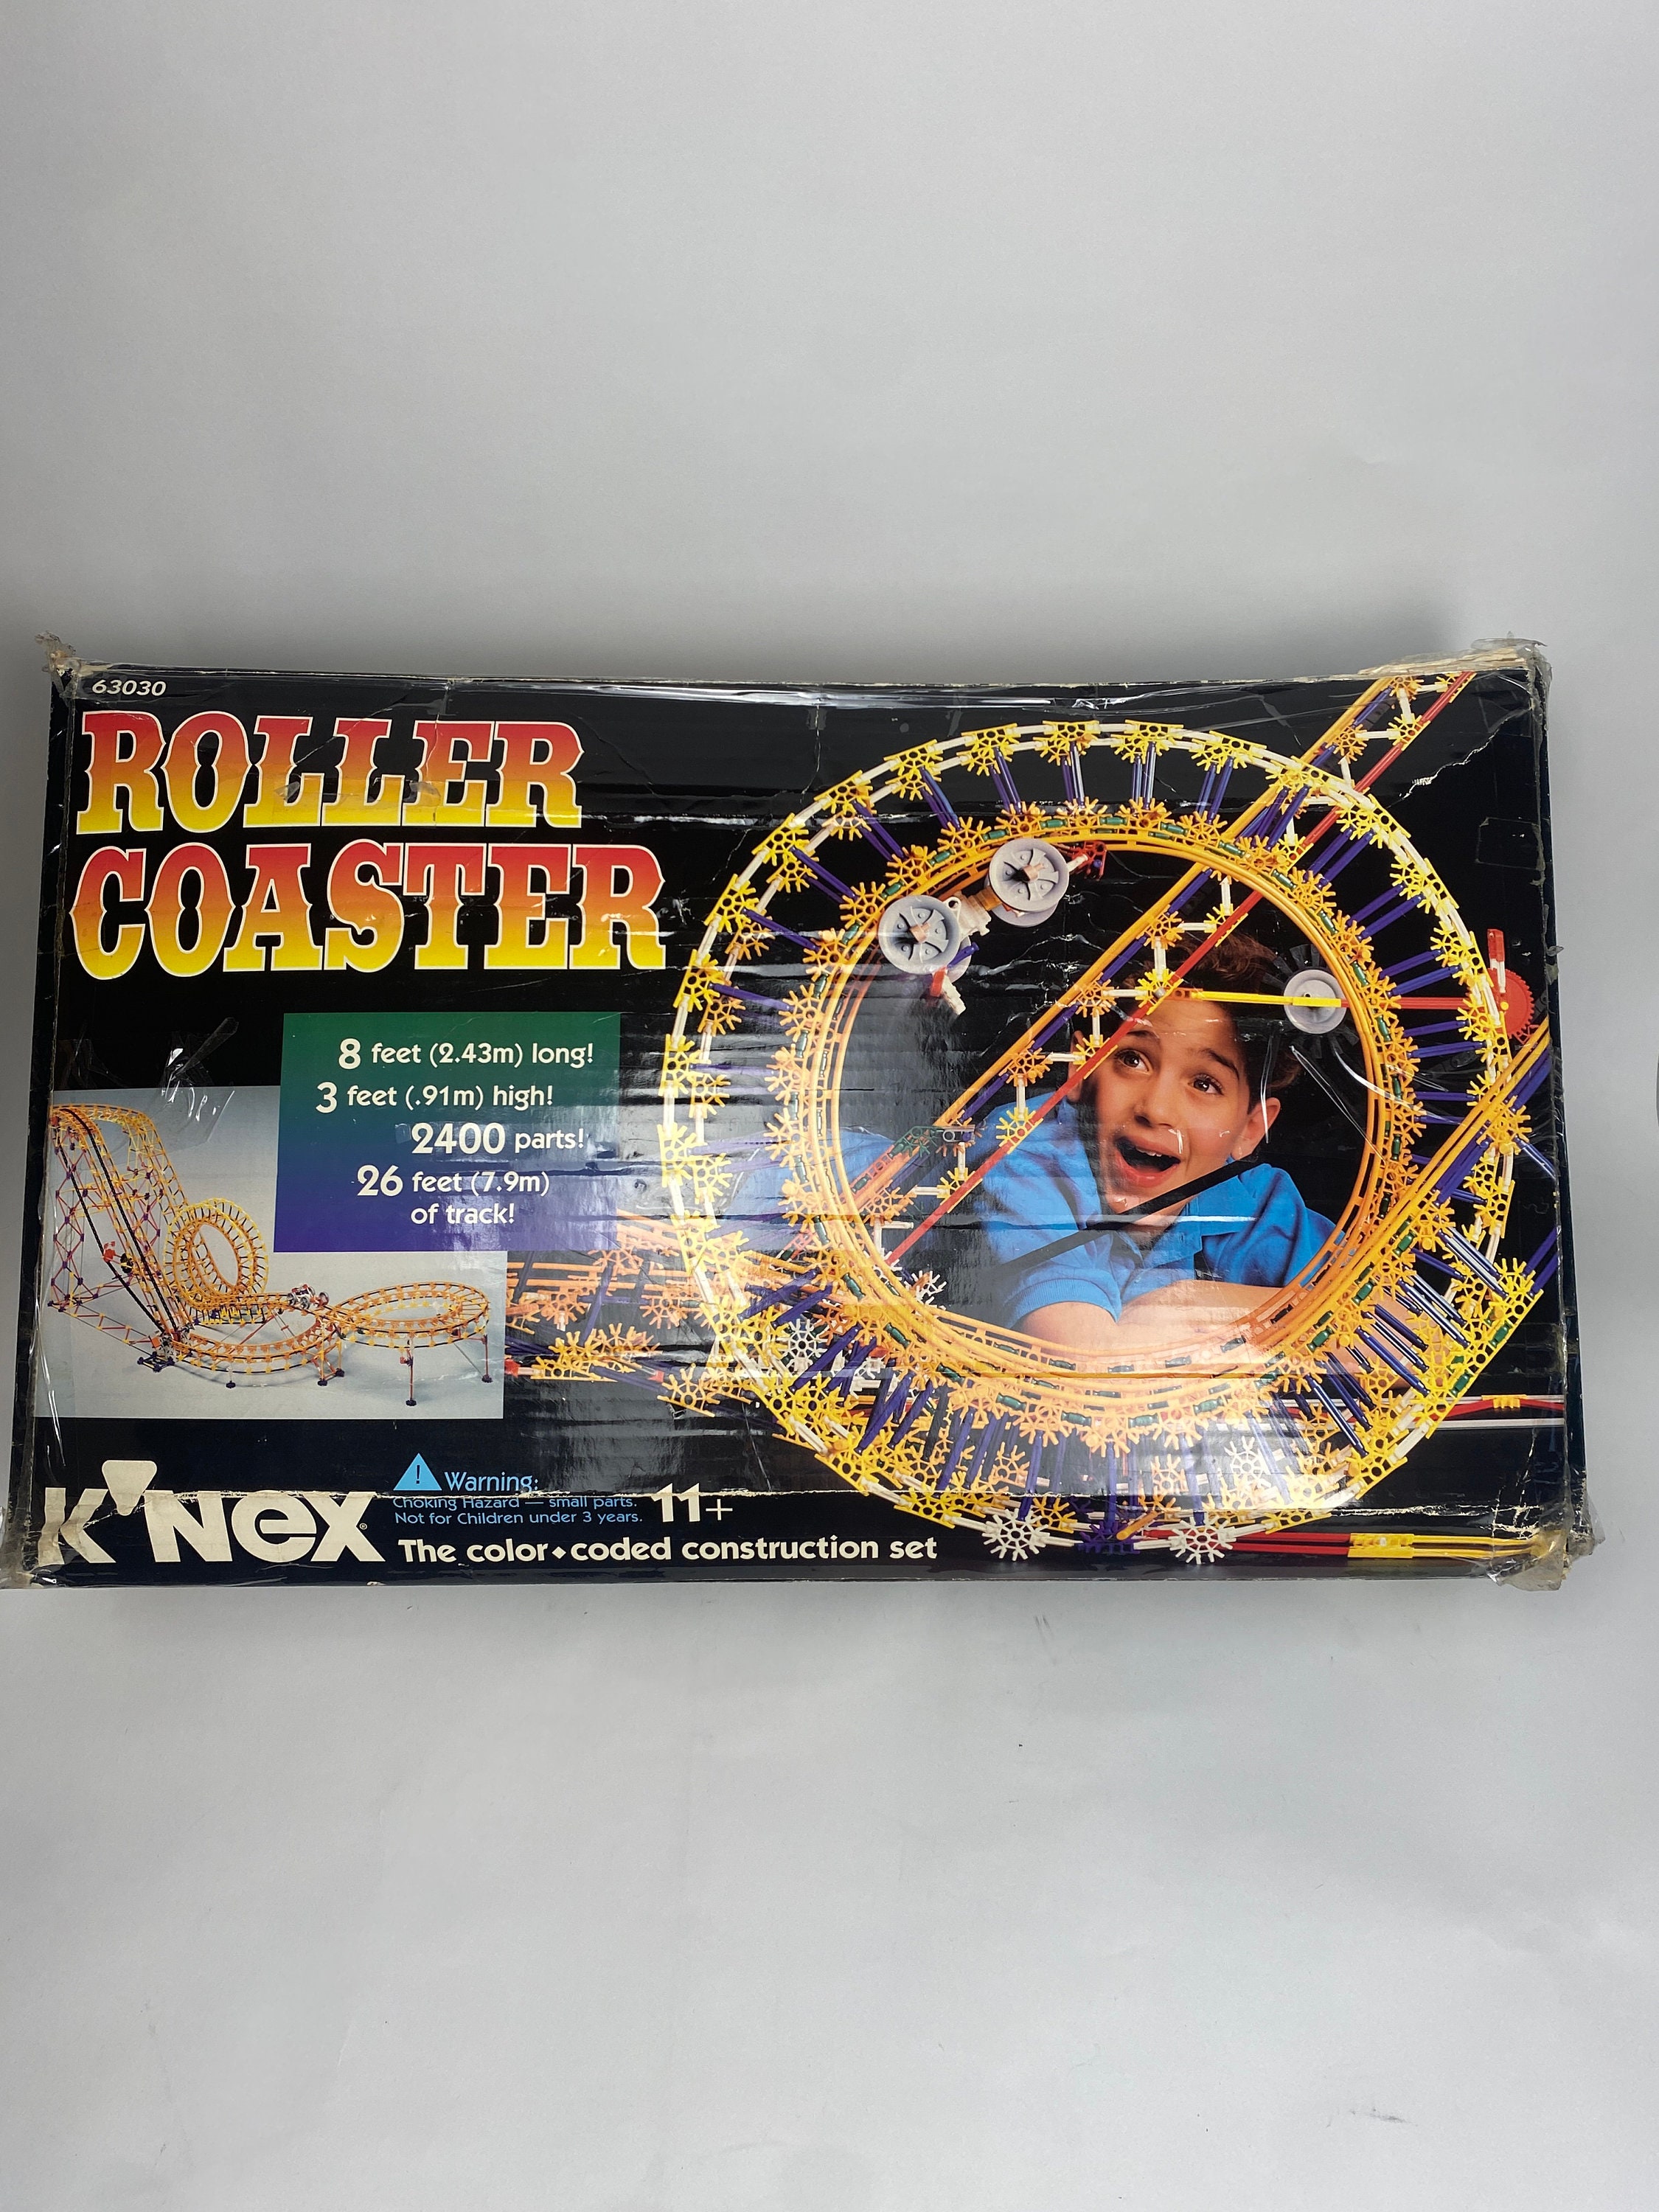 63030
ROLLER
COASTER
8 feet (2.43m) long!
3 feet (.91m) high!
2400 parts!
26 feet (7.9m)
of track!
K'NEX®
Warning:
Choking Hazard — small parts.
Not for Children under 3 years.
11+
The color◆coded construction set